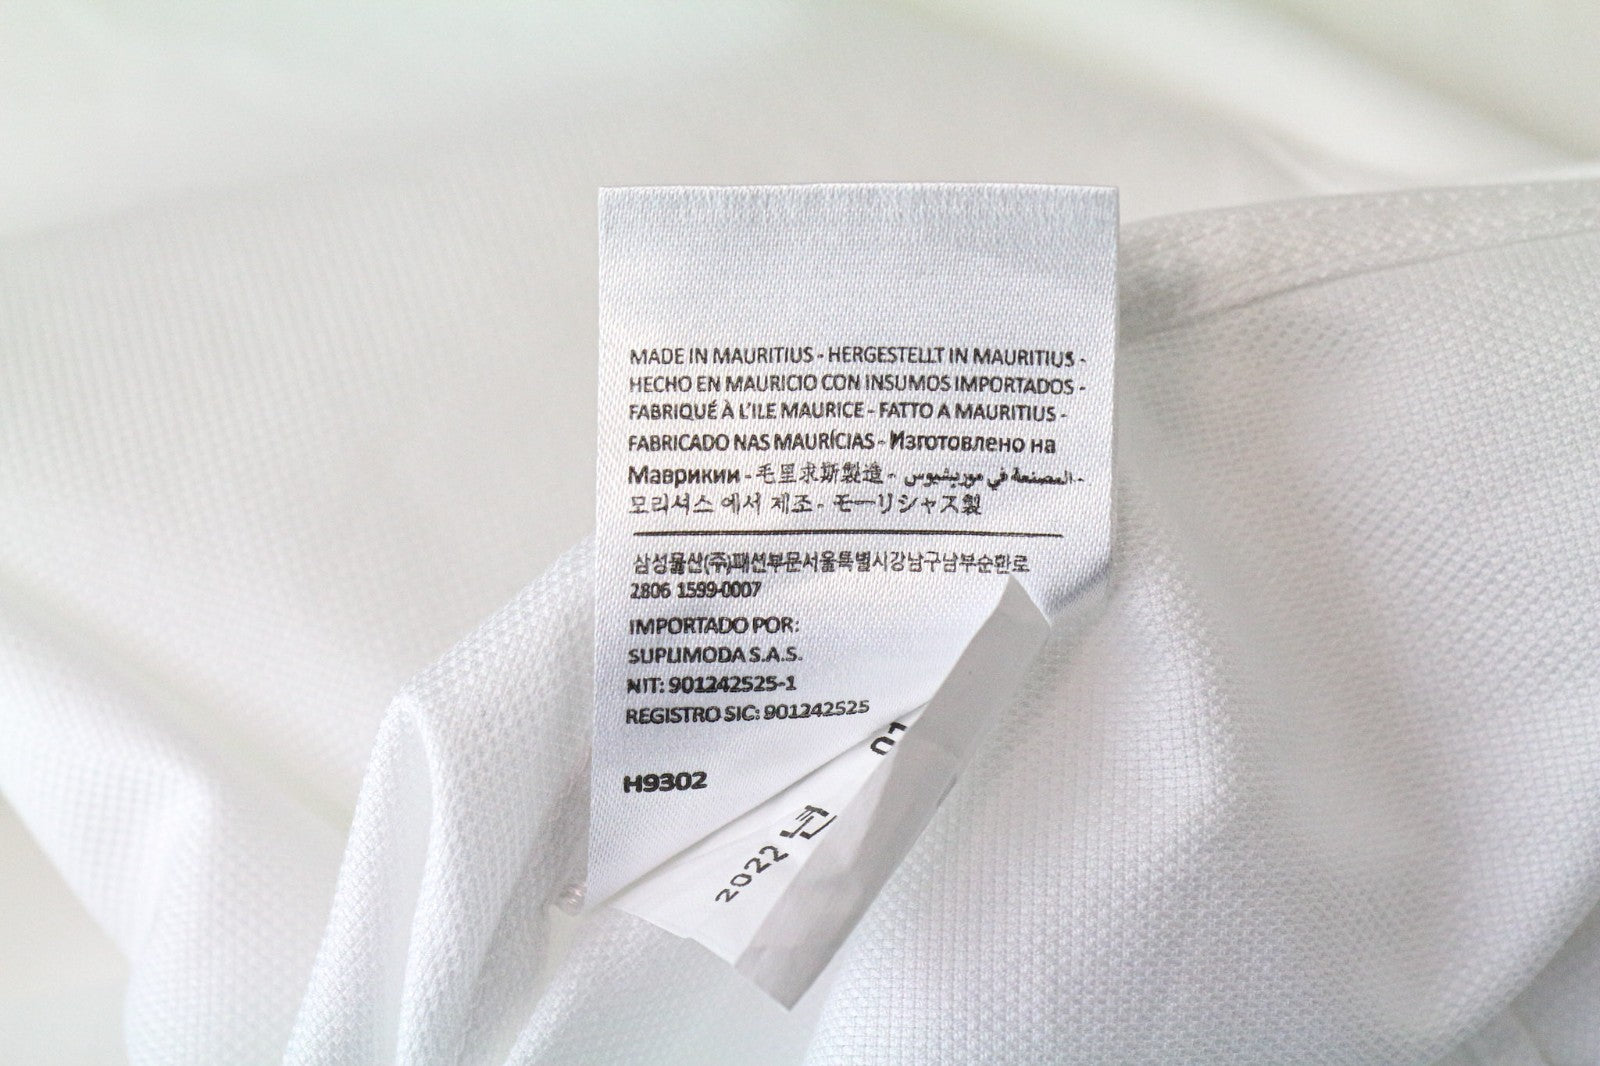 MADE IN MAURITIUS - HERGESTELLT IN MAURITIUS -
HECHO EN MAURICIO CON INSUMOS IMPORTADOS -
FABRIQUÉ À L'ILE MAURICE - FATTO A MAURITIUS -
FABRICADO NAS MAURÍCIAS - Изготовлено на
Маврикии - 毛里求斯製造 - المصنعة في موريشيوس -
모리셔스 에서 제조 - モーリシャス製
삼성물산(주)패션부문서울특별시강남구남부순환로
2806 1599-0007
IMPORTADO POR:
SUPLIMODA S.A.S.
NIT: 901242525-1
REGISTRO SIC: 901242525
H9302
2022 년 01